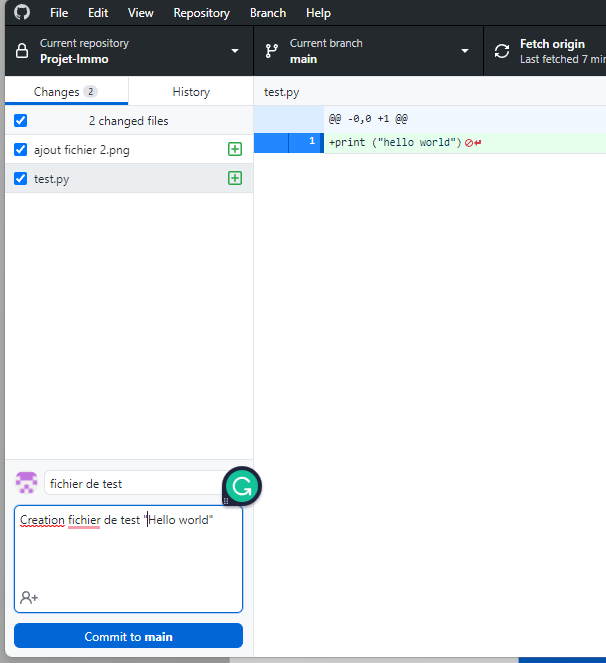 File Edit View Repository Branch Help
Current repository
Projet-Immo
Current branch
main
Fetch origin
Last fetched 7
Changes 2
History
test.py
2 changed files
@@ -0,0 +1 @@
ajout fichier 2.png
1 +print ("hello world")
test.py
fichier de test
Creation fichier de test "Hello world"
Commit to main